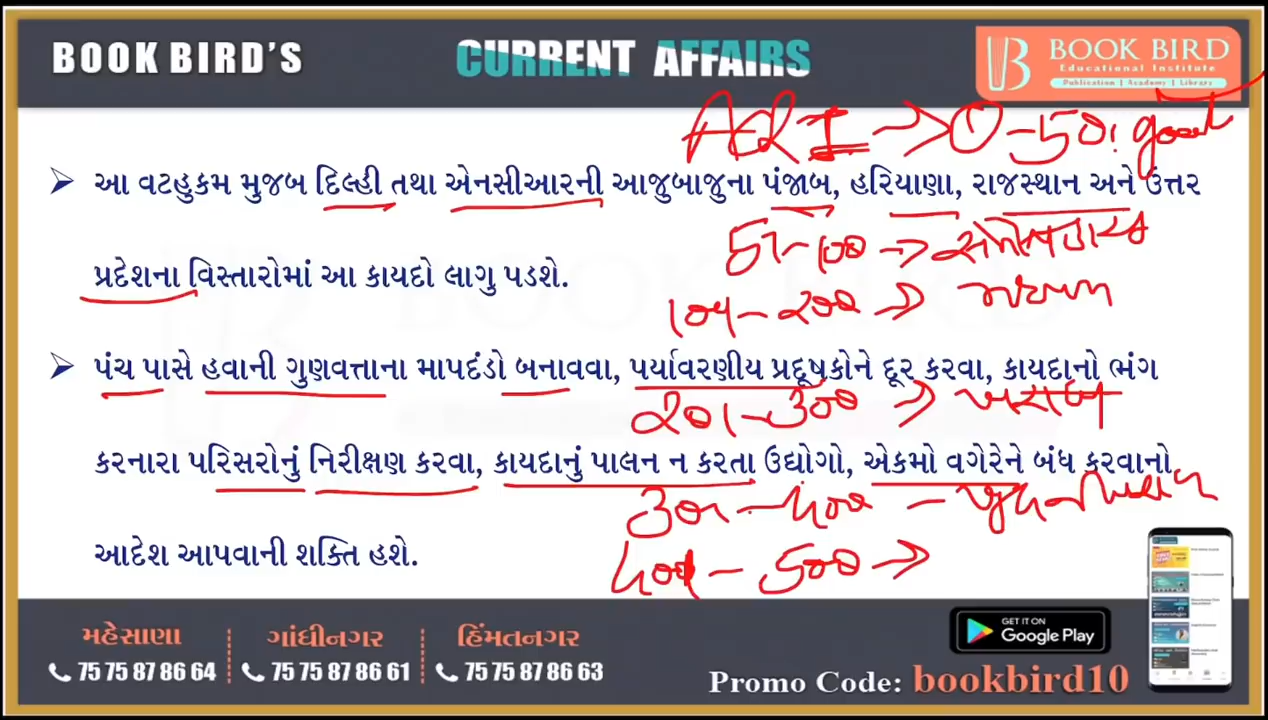 BOOK BIRD'S
CURRENT AFFAIRS
BOOK BIRD
Educational Institute
Publication | Academy | Library
AQI → 0-50: good
➢ આ વટહુકમ મુજબ દિલ્હી તથા એનસીઆરની આજુબાજુના પંજાબ, હરિયાણા, રાજસ્થાન અને ઉત્તર
51-100 →
પ્રદેશના વિસ્તારોમાં આ કાયદો લાગુ પડશે.
101-200 →
➢ પંચ પાસે હવાની ગુણવત્તાના માપદંડો બનાવવા, પર્યાવરણીય પ્રદૂષકોને દૂર કરવા, કાયદાનો ભંગ
201-300 → ખરાબ
કરનારા પરિસરોનું નિરીક્ષણ કરવા, કાયદાનું પાલન ન કરતા ઉદ્યોગો, એકમો વગેરેને બંધ કરવાનો
301-400 -
આદેશ આપવાની શક્તિ હશે.
401-500 →
મહેસાણા
75 75 87 86 64
ગાંધીનગર
75 75 87 86 61
હિંમતનગર
75 75 87 86 63
GET IT ON
Google Play
Promo Code: bookbird10